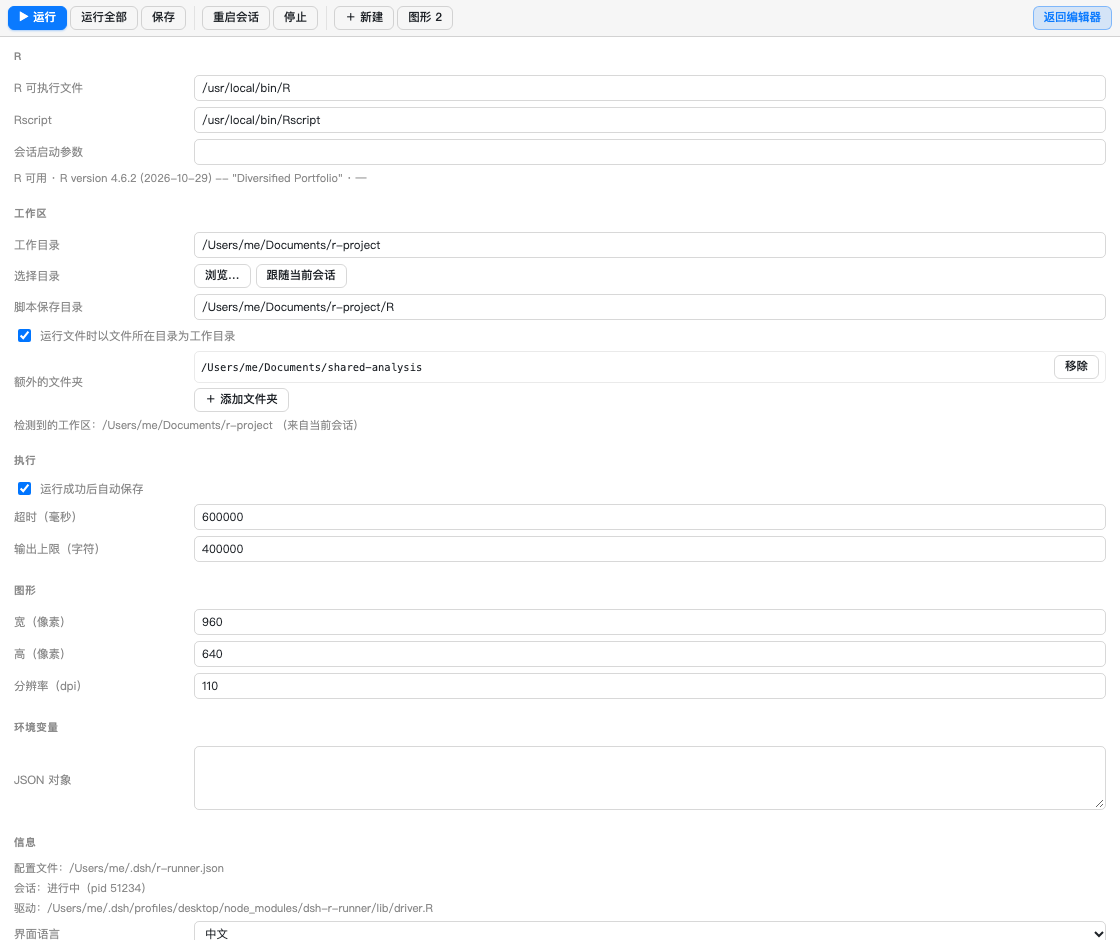 ▶ 运行 运行全部 保存 重启会话 停止 + 新建 图形 2 返回编辑器
R
R 可执行文件 /usr/local/bin/R
Rscript /usr/local/bin/Rscript
会话启动参数
R 可用 · R version 4.6.2 (2026-10-29) -- "Diversified Portfolio" · —
工作区
工作目录 /Users/me/Documents/r-project
选择目录 浏览… 跟随当前会话
脚本保存目录 /Users/me/Documents/r-project/R
运行文件时以文件所在目录为工作目录
额外的文件夹 /Users/me/Documents/shared-analysis 移除
+ 添加文件夹
检测到的工作区：/Users/me/Documents/r-project （来自当前会话）
执行
运行成功后自动保存
超时（毫秒） 600000
输出上限（字符） 400000
图形
宽（像素） 960
高（像素） 640
分辨率（dpi） 110
环境变量
JSON 对象
信息
配置文件：/Users/me/.dsh/r-runner.json
会话：进行中（pid 51234）
驱动：/Users/me/.dsh/profiles/desktop/node_modules/dsh-r-runner/lib/driver.R
界面语言 中文